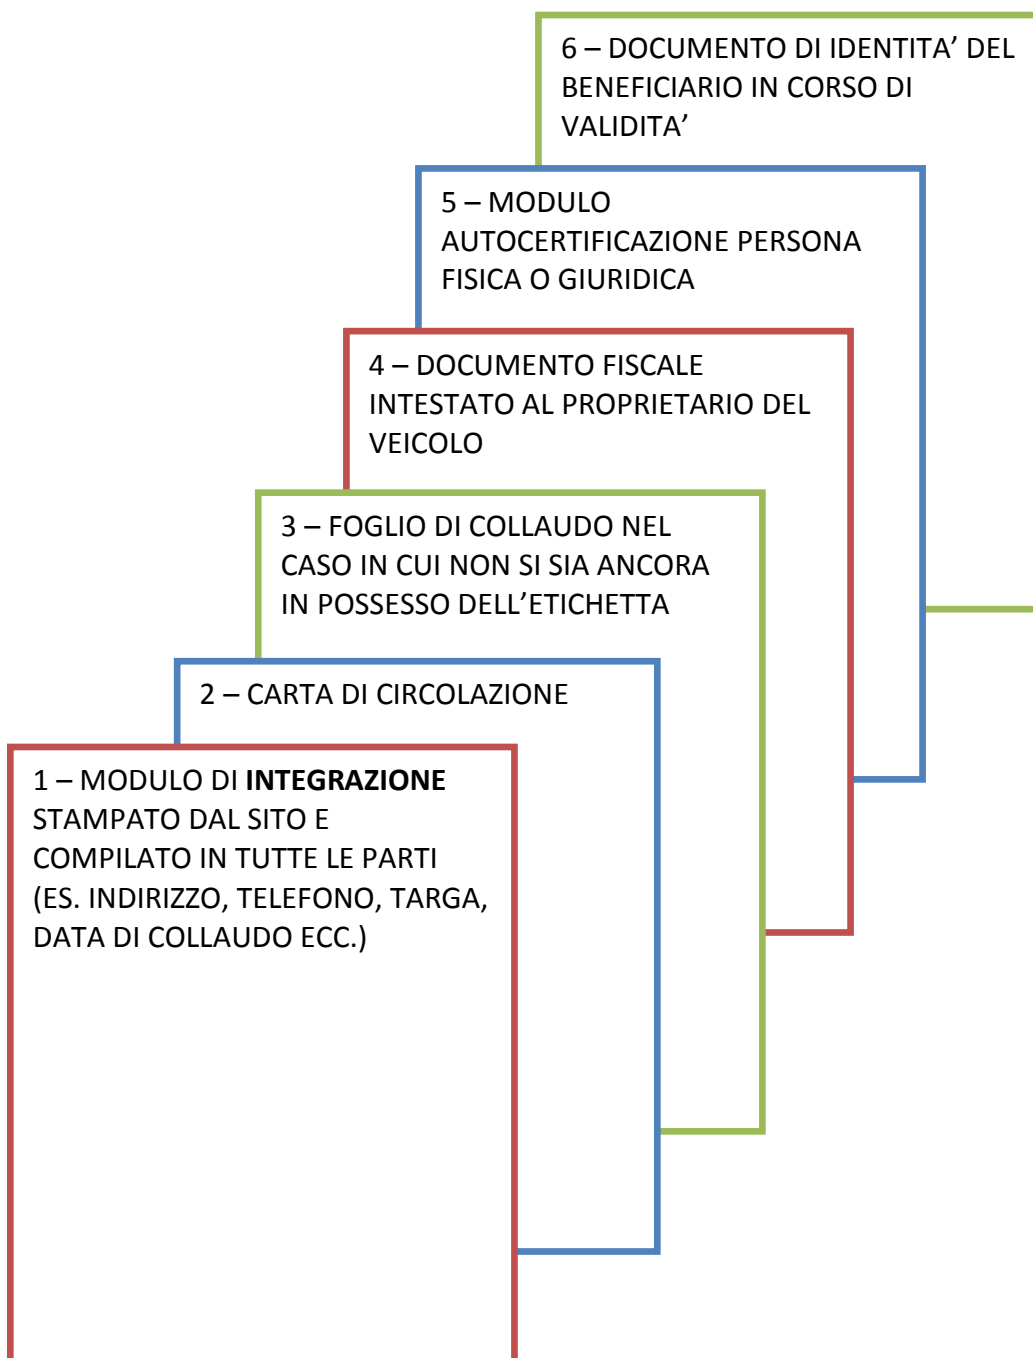 6 – DOCUMENTO DI IDENTITA’ DEL
BENEFICIARIO IN CORSO DI
VALIDITA’
5 – MODULO
AUTOCERTIFICAZIONE PERSONA
FISICA O GIURIDICA
4 – DOCUMENTO FISCALE
INTESTATO AL PROPRIETARIO DEL
VEICOLO
3 – FOGLIO DI COLLAUDO NEL
CASO IN CUI NON SI SIA ANCORA
IN POSSESSO DELL’ETICHETTA
2 – CARTA DI CIRCOLAZIONE
1 – MODULO DI INTEGRAZIONE
STAMPATO DAL SITO E
COMPILATO IN TUTTE LE PARTI
(ES. INDIRIZZO, TELEFONO, TARGA,
DATA DI COLLAUDO ECC.)